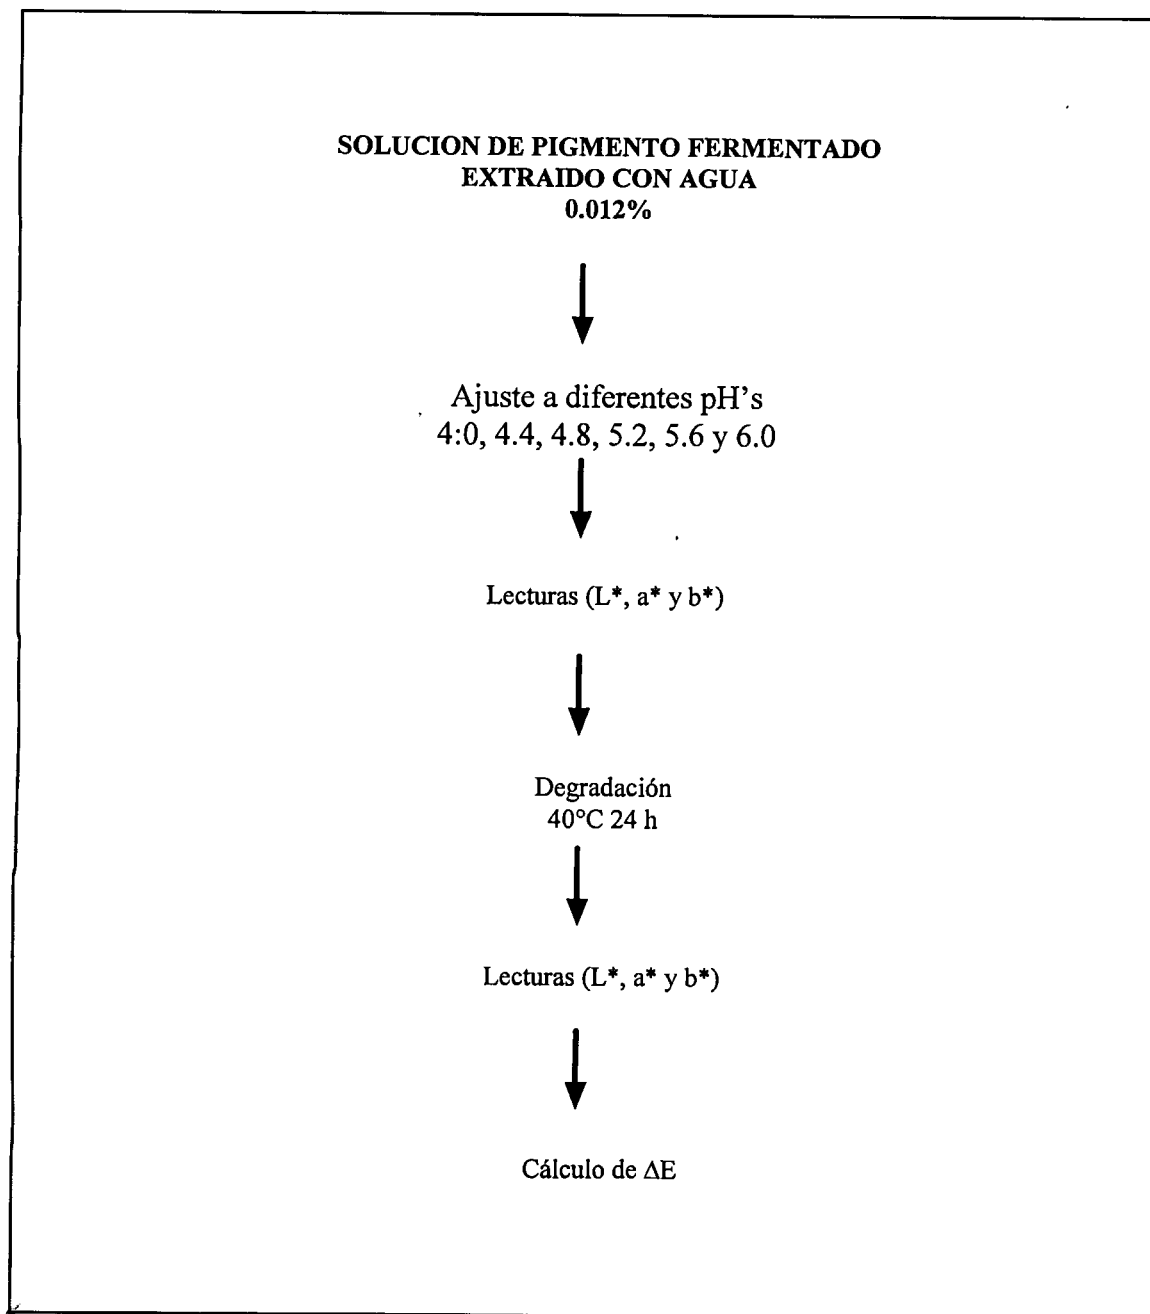 SOLUCION DE PIGMENTO FERMENTADO
EXTRAIDO CON AGUA
0.012%
Ajuste a diferentes pH's
4:0, 4.4, 4.8, 5.2, 5.6 y 6.0
Lecturas (L*, a* y b*)
Degradación
40°C 24 h
Lecturas (L*, a* y b*)
Cálculo de ΔE